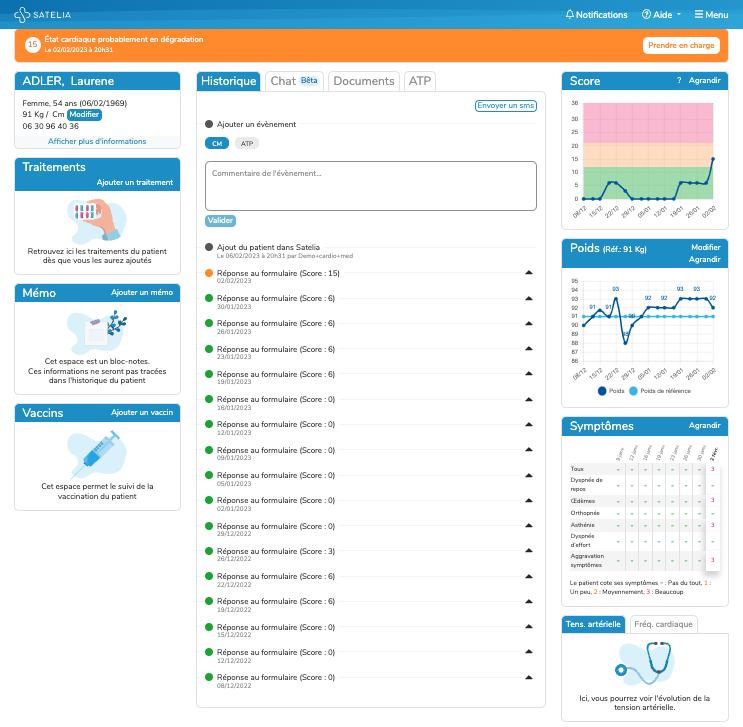 SATELIA
Notifications
Aide
Menu
15
État cardiaque probablement en dégradation
Le 02/02/2023 à 20h31
Prendre en charge
ADLER, Laurene
Femme, 54 ans (06/02/1969)
91 Kg / Cm Modifier
06 30 96 40 36
Afficher plus d'informations
Traitements
Ajouter un traitement
Retrouvez ici les traitements du patient
dès que vous les aurez ajoutés
Mémo
Ajouter un mémo
Cet espace est un bloc-notes.
Ces informations ne seront pas tracées
dans l'historique du patient
Vaccins
Ajouter un vaccin
Cet espace permet le suivi de la
vaccination du patient
Historique
Chat Bêta
Documents
ATP
Envoyer un sms
Ajouter un évènement
CM
ATP
Commentaire de l'évènement...
Valider
Ajout du patient dans Satelia
Le 06/02/2023 à 20h31 par Demo+cardio+med
Réponse au formulaire (Score : 15)
02/02/2023
Réponse au formulaire (Score : 6)
30/01/2023
Réponse au formulaire (Score : 6)
26/01/2023
Réponse au formulaire (Score : 6)
23/01/2023
Réponse au formulaire (Score : 6)
19/01/2023
Réponse au formulaire (Score : 0)
16/01/2023
Réponse au formulaire (Score : 0)
12/01/2023
Réponse au formulaire (Score : 0)
09/01/2023
Réponse au formulaire (Score : 0)
05/01/2023
Réponse au formulaire (Score : 0)
02/01/2023
Réponse au formulaire (Score : 0)
29/12/2022
Réponse au formulaire (Score : 3)
26/12/2022
Réponse au formulaire (Score : 6)
22/12/2022
Réponse au formulaire (Score : 6)
19/12/2022
Réponse au formulaire (Score : 0)
15/12/2022
Réponse au formulaire (Score : 0)
12/12/2022
Réponse au formulaire (Score : 0)
08/12/2022
Score
?
Agrandir
36
30
25
20
15
10
5
0
08/12 15/12 22/12 29/12 05/01 12/01 19/01 26/01 02/02
Poids (Réf.: 91 Kg)
Modifier
Agrandir
95
94
93
92
91
90
89
88
87
86
91 91 93 88 90 92 92 93 93 92
08/12 15/12 22/12 29/12 05/01 12/01 19/01 26/01 02/02
Poids
Poids de référence
Symptômes
Agrandir
9 janv. 12 janv. 16 janv. 19 janv. 23 janv. 26 janv. 30 janv. 2 févr.
Toux - - - - - - - 3
Dyspnée de
repos - - - - - - - -
Œdèmes - - - - - - - 3
Orthopnée - - - - - - - -
Asthénie - - - - - - - 3
Dyspnée
d'effort - - - - - - - -
Aggravation
symptômes - - - - - - - 3
Le patient cote ses symptômes - : Pas du tout, 1 :
Un peu, 2 : Moyennement, 3 : Beaucoup
Tens. artérielle
Fréq. cardiaque
Ici, vous pourrez voir l'évolution de la
tension artérielle.